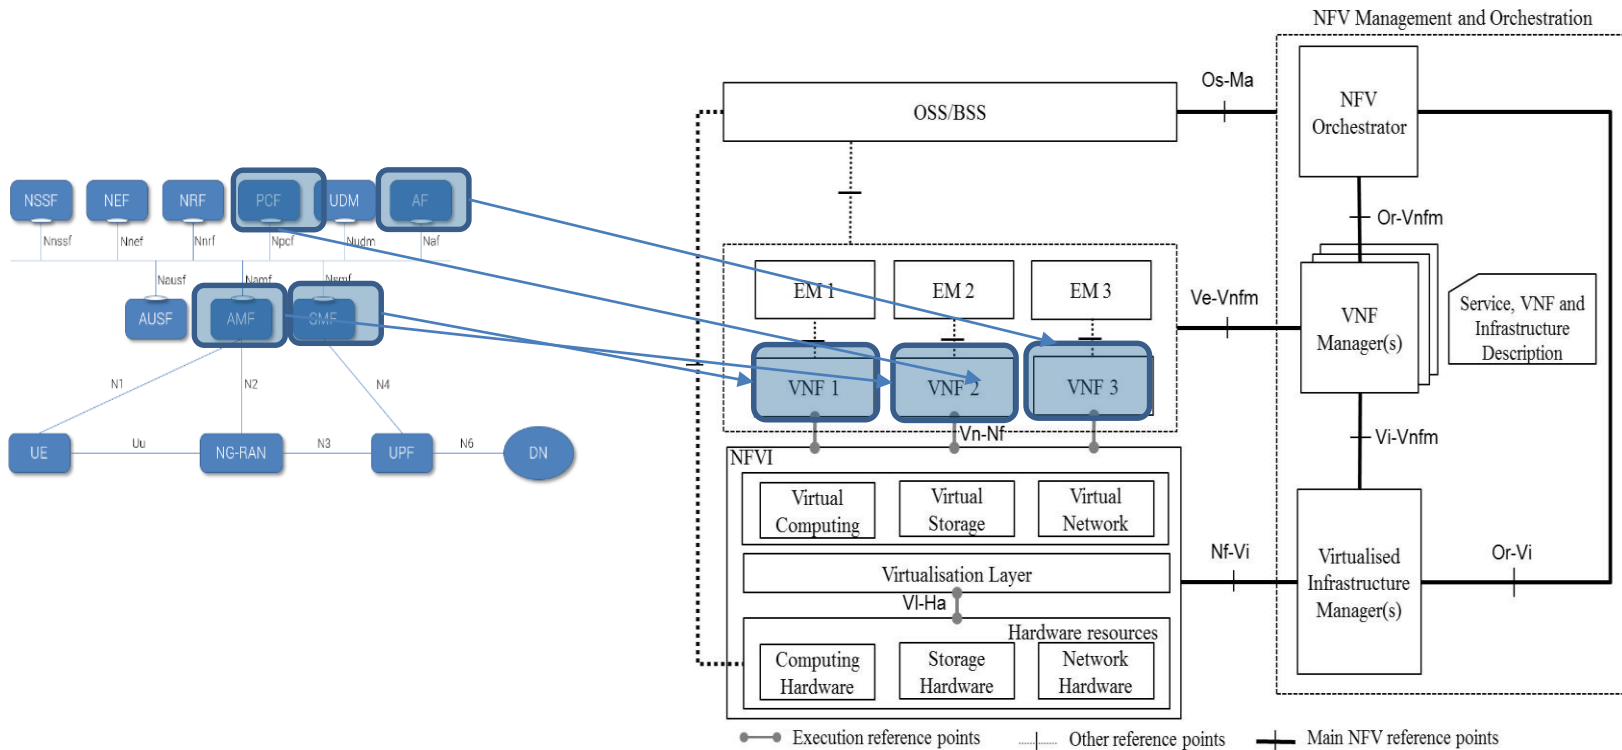 NFV Management and Orchestration
Os-Ma
OSS/BSS
NFV
Orchestrator
NSSF
NEF
NRF
PCF
UDM
AF
Nnssf
Nnef
Nnrf
Npcf
Nudm
Naf
Or-Vnfm
Nausf
Namf
Nsmf
AUSF
AMF
SMF
EM 1
EM 2
EM 3
Ve-Vnfm
VNF
Manager(s)
Service, VNF and
Infrastructure
Description
VNF 1
VNF 2
VNF 3
N1
N2
N4
Vn-Nf
Vi-Vnfm
UE
Uu
NG-RAN
N3
UPF
N6
DN
NFVI
Virtual
Computing
Virtual
Storage
Virtual
Network
Nf-Vi
Virtualised
Infrastructure
Manager(s)
Or-Vi
Virtualisation Layer
Vl-Ha
Hardware resources
Computing
Hardware
Storage
Hardware
Network
Hardware
Execution reference points
Other reference points
Main NFV reference points